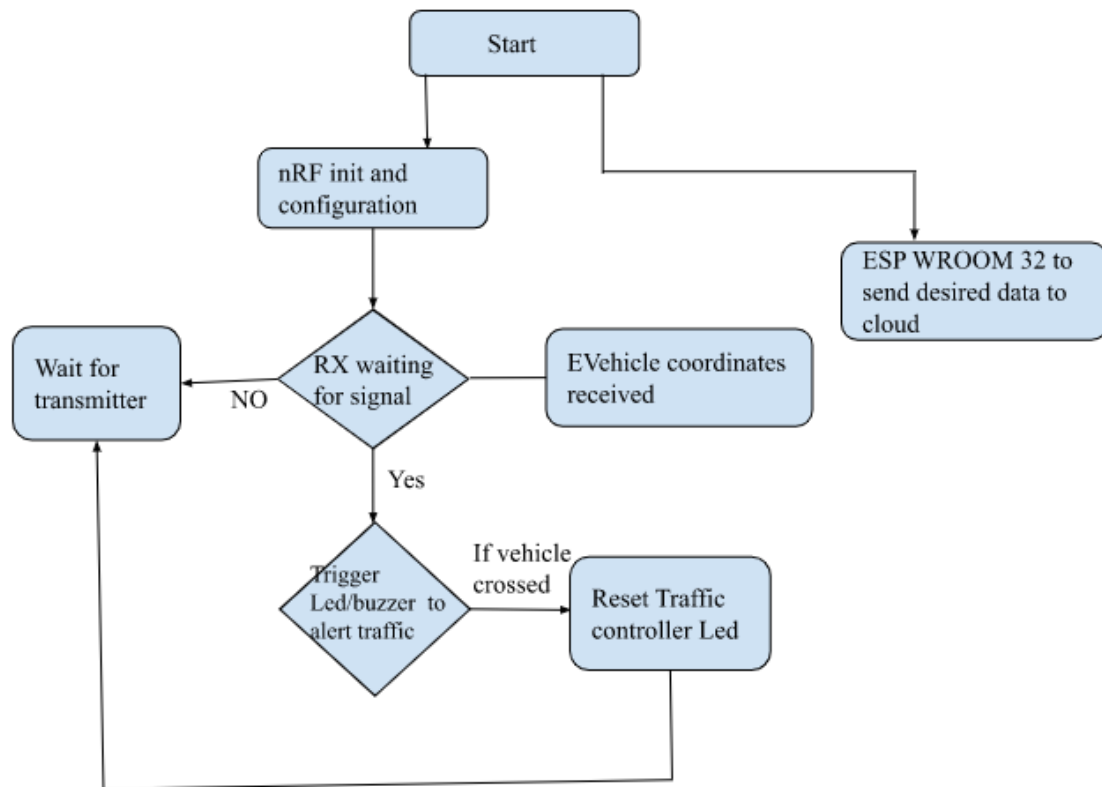 Start
nRF init and
configuration
ESP WROOM 32 to
send desired data to
cloud
Wait for
transmitter
NO
RX waiting
for signal
EVehicle coordinates
received
Yes
Trigger
Led/buzzer to
alert traffic
If vehicle
crossed
Reset Traffic
controller Led